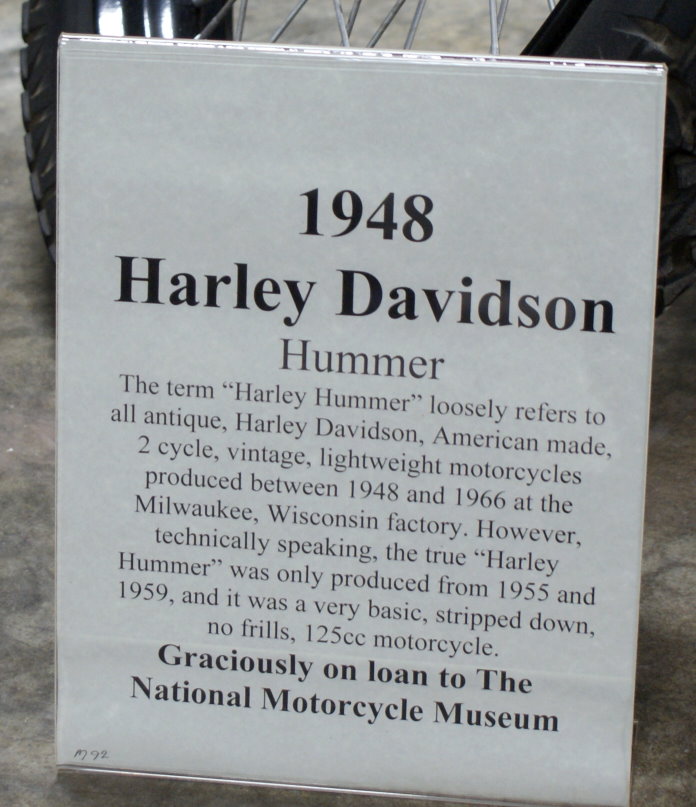 1948
Harley Davidson
Hummer
The term “Harley Hummer” loosely refers to
all antique, Harley Davidson, American made,
2 cycle, vintage, lightweight motorcycles
produced between 1948 and 1966 at the
Milwaukee, Wisconsin factory. However,
technically speaking, the true “Harley
Hummer” was only produced from 1955 and
1959, and it was a very basic, stripped down,
no frills, 125cc motorcycle.
Graciously on loan to The
National Motorcycle Museum